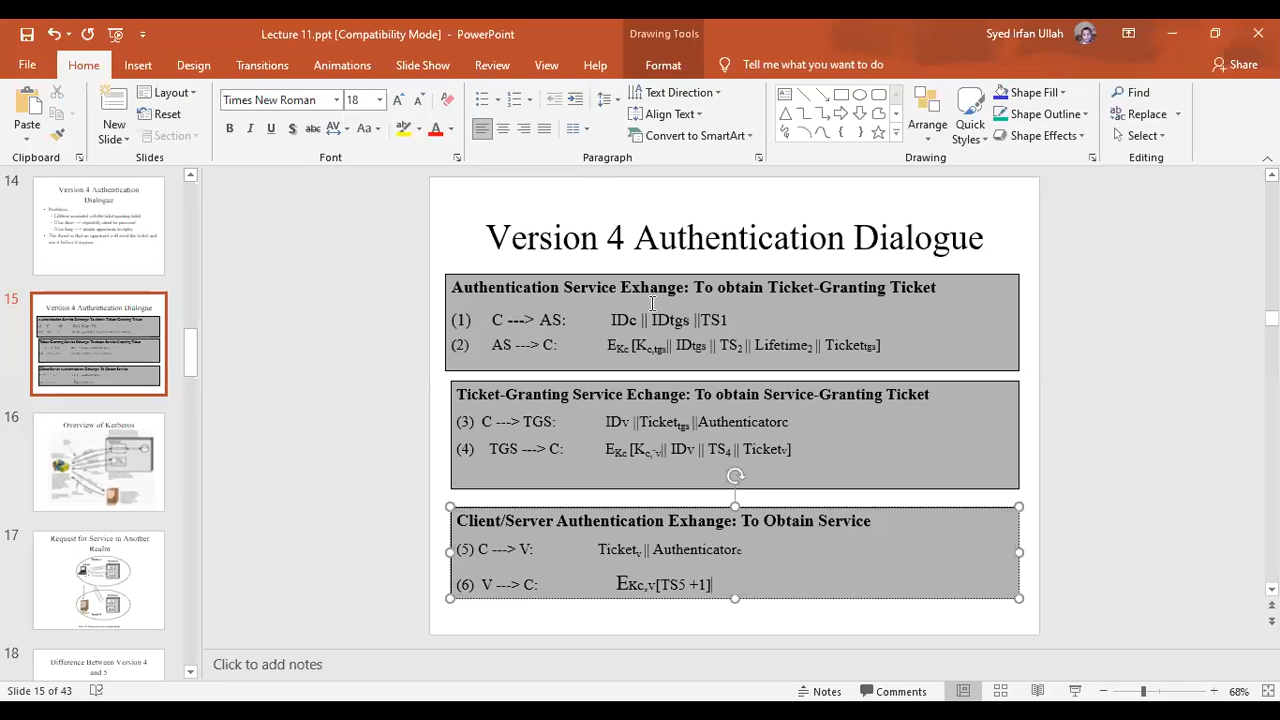 Lecture 11.ppt [Compatibility Mode] - PowerPoint
Drawing Tools
Syed Irfan Ullah
File Home Insert Design Transitions Animations Slide Show Review View Help Format Tell me what you want to do Share
Paste
New Slide
Layout
Reset
Section
Times New Roman 18
B I U S abc AV Aa A
Text Direction
Align Text
Convert to SmartArt
Arrange
Quick Styles
Shape Fill
Shape Outline
Shape Effects
Find
Replace
Select
Clipboard Slides Font Paragraph Drawing Editing
14
Version 4 Authentication
Dialogue
15
Version 4 Authentication Dialogue
16
Overview of Kerberos
17
Request for Service in Another
Realm
18
Difference Between Version 4
and 5
Version 4 Authentication Dialogue
Authentication Service Exhange: To obtain Ticket-Granting Ticket
(1) C ---> AS: IDc || IDtgs ||TS1
(2) AS ---> C: EKc [Kc,tgs|| IDtgs || TS2 || Lifetime2 || Tickettgs]
Ticket-Granting Service Echange: To obtain Service-Granting Ticket
(3) C ---> TGS: IDv ||Tickettgs ||Authenticatorc
(4) TGS ---> C: EKc [Kc,¨v|| IDv || TS4 || Ticketv]
Client/Server Authentication Exhange: To Obtain Service
(5) C ---> V: Ticketv || Authenticatorc
(6) V ---> C: EKc,v[TS5 +1]
Click to add notes
Slide 15 of 43
Notes
Comments
68%